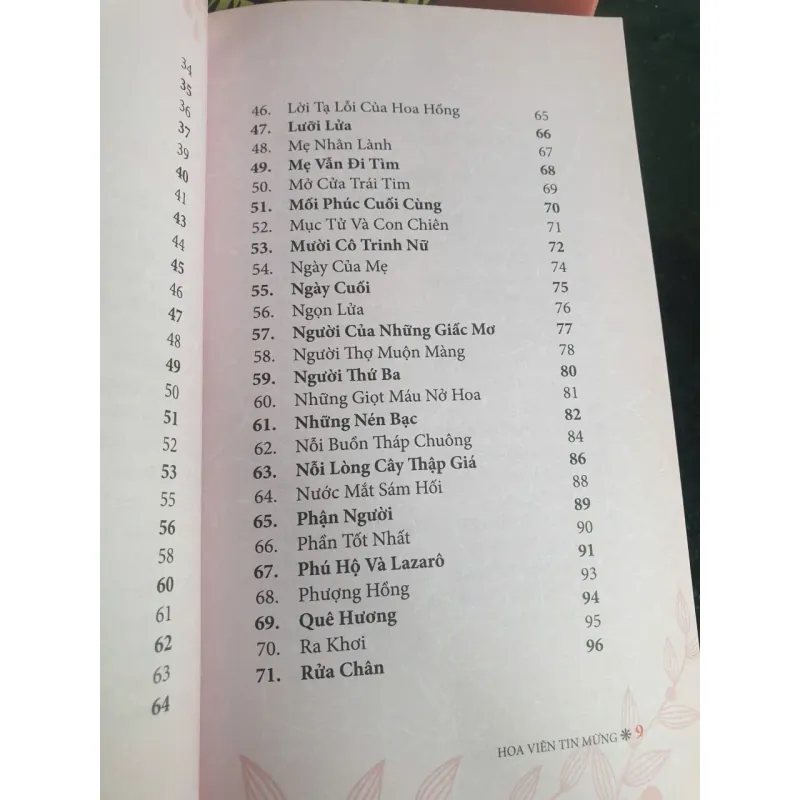 34
35
36
37
39
40
41
43
44
45
46
47
48
49
50
51
52
53
55
56
58
60
61
62
63
64
46. Lời Tạ Lỗi Của Hoa Hồng 65
47. Lưỡi Lửa 66
48. Mẹ Nhân Lành 67
49. Mẹ Vẫn Đi Tìm 68
50. Mở Cửa Trái Tim 69
51. Mối Phúc Cuối Cùng 70
52. Mục Tử Và Con Chiên 71
53. Mười Cô Trinh Nữ 72
54. Ngày Của Mẹ 74
55. Ngày Cuối 75
56. Ngọn Lửa 76
57. Người Của Những Giấc Mơ 77
58. Người Thợ Muộn Màng 78
59. Người Thứ Ba 80
60. Những Giọt Máu Nở Hoa 81
61. Những Nén Bạc 82
62. Nỗi Buồn Tháp Chuông 84
63. Nỗi Lòng Cây Thập Giá 86
64. Nước Mắt Sám Hối 88
65. Phận Người 89
66. Phần Tốt Nhất 90
67. Phú Hộ Và Lazarô 91
68. Phượng Hồng 93
69. Quê Hương 94
70. Ra Khơi 95
71. Rửa Chân 96
HOA VIÊN TIN MỪNG ❋ 9